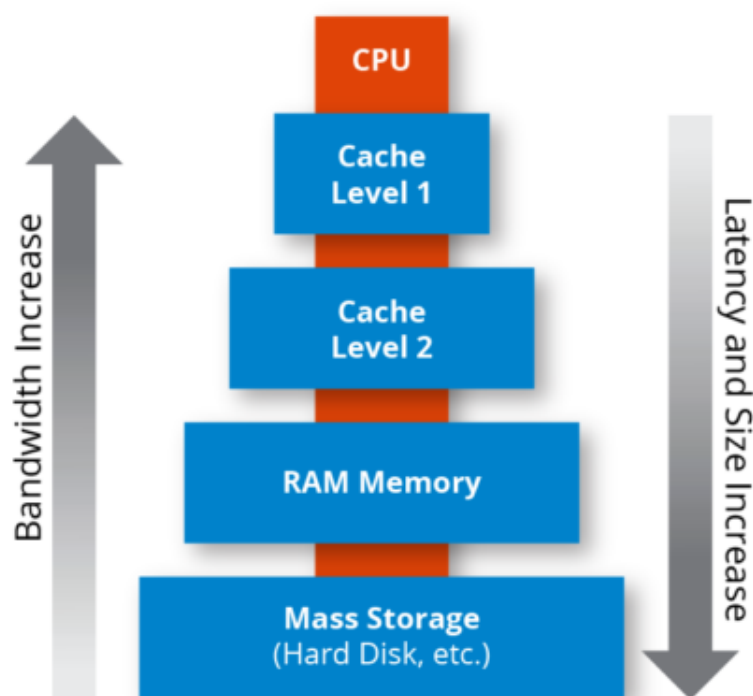 CPU
Cache
Level 1
Cache
Level 2
RAM Memory
Mass Storage
(Hard Disk, etc.)
Bandwidth Increase
Latency and Size Increase